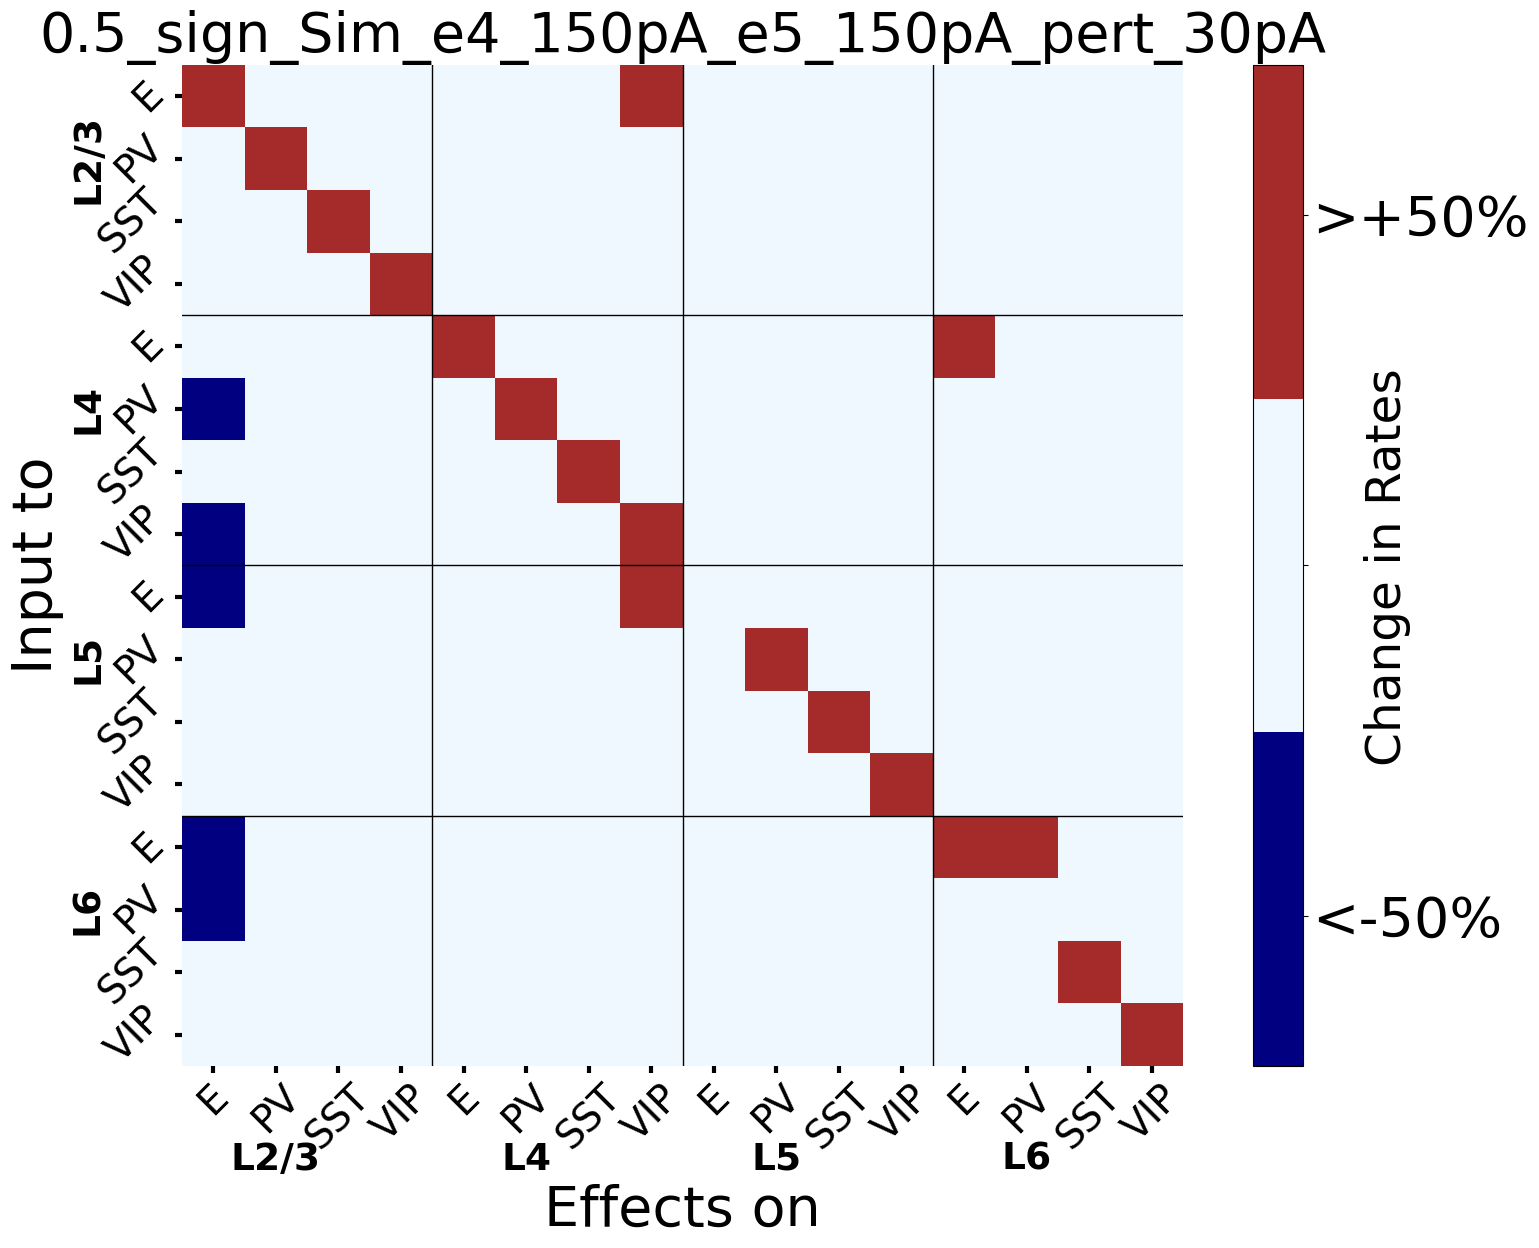 0.5_sign_Sim_e4_150pA_e5_150pA_pert_30pA
Input to
L2/3
E
PV
SST
VIP
L4
E
PV
SST
VIP
L5
E
PV
SST
VIP
L6
E
PV
SST
VIP
E PV SST VIP E PV SST VIP E PV SST VIP E PV SST VIP
L2/3 L4 L5 L6
Effects on
>+50%
<-50%
Change in Rates